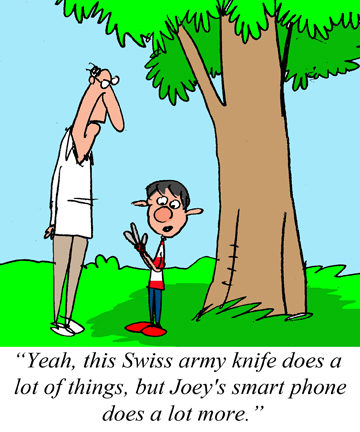 “Yeah, this Swiss army knife does a
lot of things, but Joey's smart phone
does a lot more.”